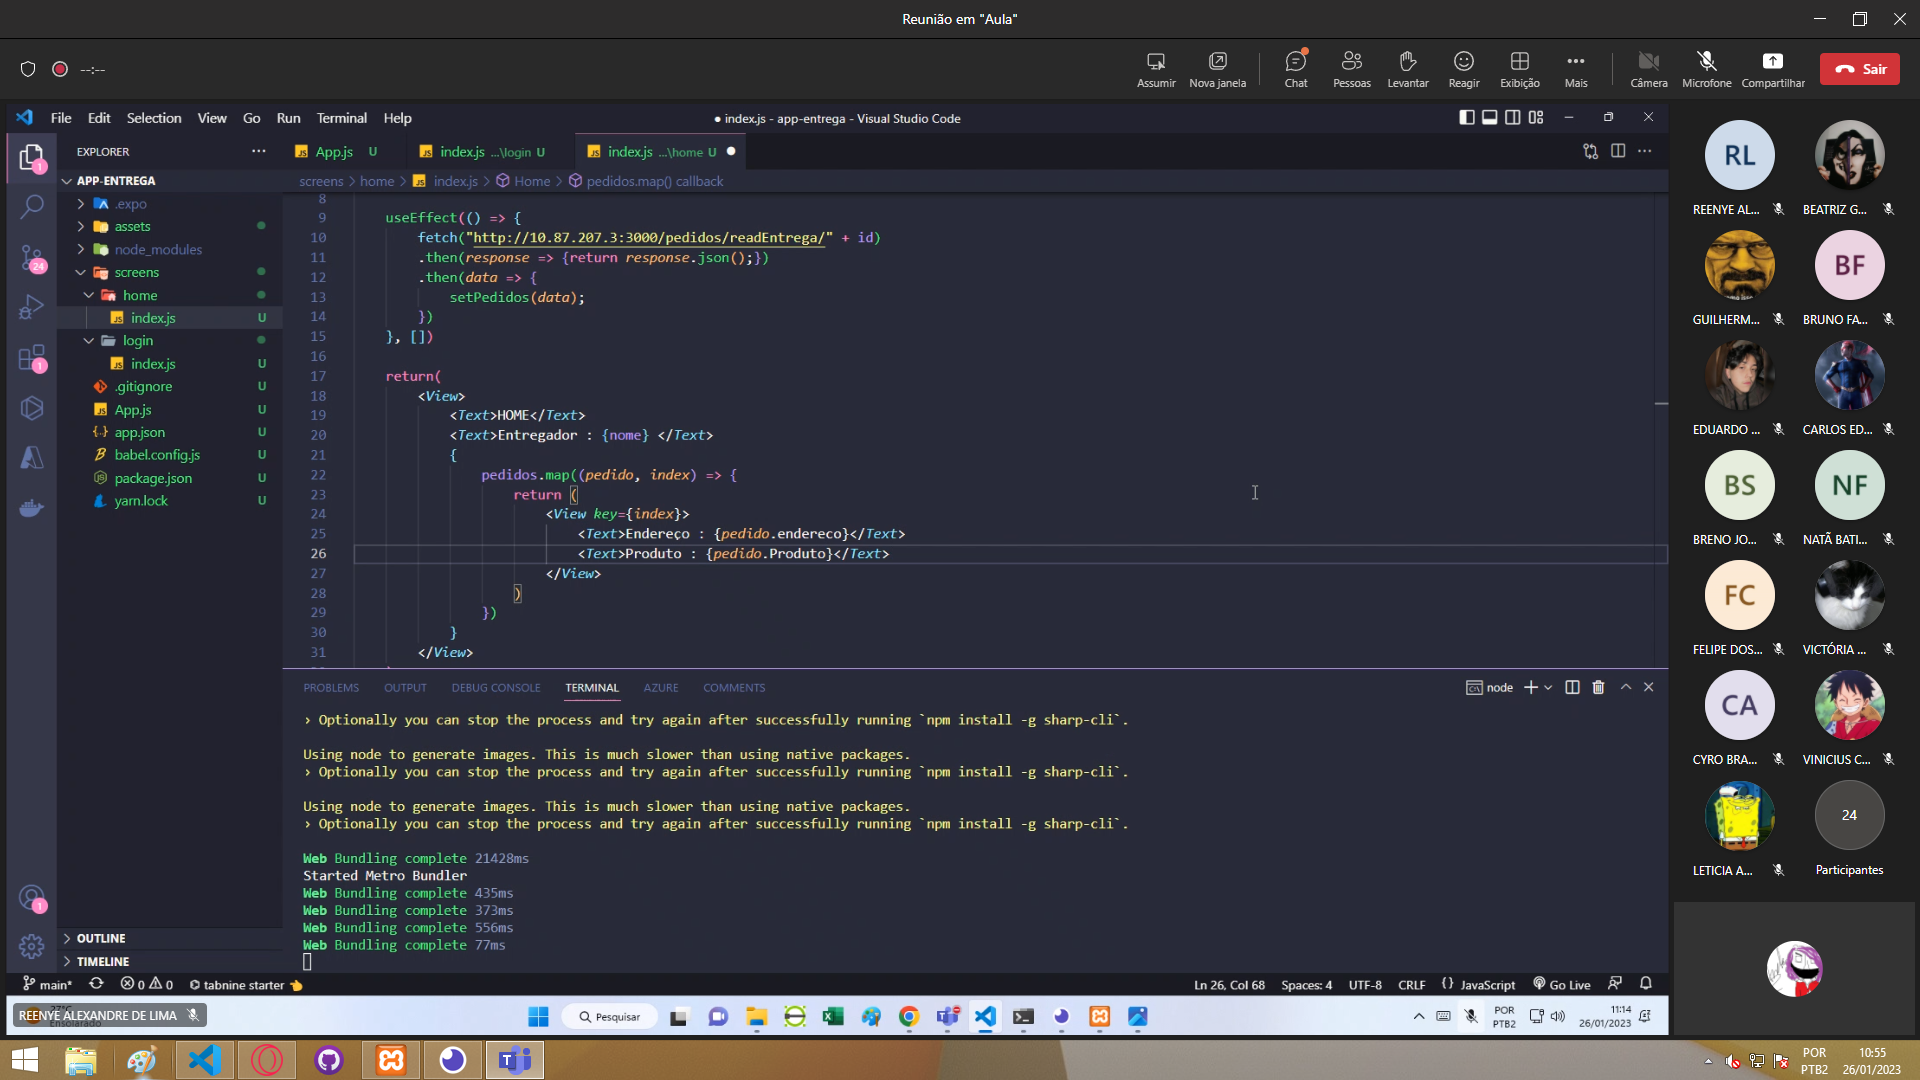 Reunião em "Aula"
--:--
Assumir
Nova janela
Chat
Pessoas
Levantar
Reagir
Exibição
Mais
Câmera
Microfone
Compartilhar
Sair
File Edit Selection View Go Run Terminal Help
● index.js - app-entrega - Visual Studio Code
EXPLORER
APP-ENTREGA
.expo
assets
node_modules
screens
home
index.js U
login
index.js U
.gitignore U
App.js U
app.json U
babel.config.js U
package.json U
yarn.lock U
OUTLINE
TIMELINE
1
24
1
1
App.js U
index.js ...\login U
index.js ...\home U
screens > home > index.js > Home > pedidos.map() callback
8
9 useEffect(() => {
10 fetch("http://10.87.207.3:3000/pedidos/readEntrega/" + id)
11 .then(response => {return response.json();})
12 .then(data => {
13 setPedidos(data);
14 })
15 }, [])
16
17 return(
18 <View>
19 <Text>HOME</Text>
20 <Text>Entregador : {nome} </Text>
21 {
22 pedidos.map((pedido, index) => {
23 return (
24 <View key={index}>
25 <Text>Endereço : {pedido.endereco}</Text>
26 <Text>Produto : {pedido.Produto}</Text>
27 </View>
28 )
29 })
30 }
31 </View>
PROBLEMS OUTPUT DEBUG CONSOLE TERMINAL AZURE COMMENTS
node
› Optionally you can stop the process and try again after successfully running `npm install -g sharp-cli`.
Using node to generate images. This is much slower than using native packages.
› Optionally you can stop the process and try again after successfully running `npm install -g sharp-cli`.
Using node to generate images. This is much slower than using native packages.
› Optionally you can stop the process and try again after successfully running `npm install -g sharp-cli`.
Web Bundling complete 21428ms
Started Metro Bundler
Web Bundling complete 435ms
Web Bundling complete 373ms
Web Bundling complete 556ms
Web Bundling complete 77ms
main* 0 0 tabnine starter
Ln 26, Col 68 Spaces: 4 UTF-8 CRLF {} JavaScript Go Live
REENYE ALEXANDRE DE LIMA
Pesquisar
POR
PTB2
11:14
26/01/2023
RL
REENYE AL...
BEATRIZ G...
GUILHERM...
BF
BRUNO FA...
EDUARDO ...
CARLOS ED...
BS
BRENO JO...
NF
NATÃ BATI...
FC
FELIPE DOS...
VICTÓRIA ...
CA
CYRO BRA...
VINICIUS C...
LETICIA A...
24
Participantes
POR
PTB2
10:55
26/01/2023